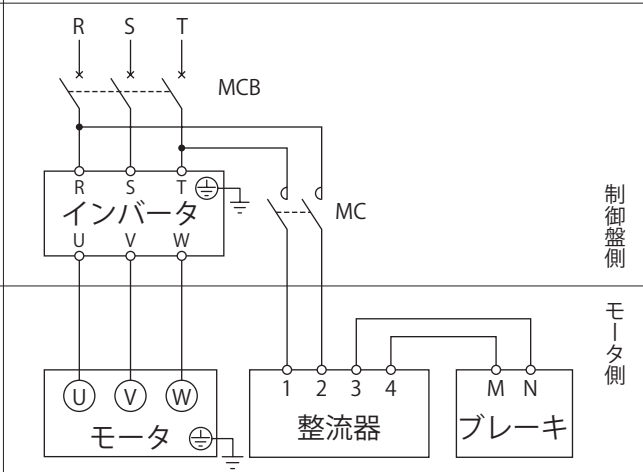 R S T
MCB
R S T
インバータ
U V W
MC
制御盤側
モータ側
U V W
モータ
1 2 3 4
整流器
M N
ブレーキ